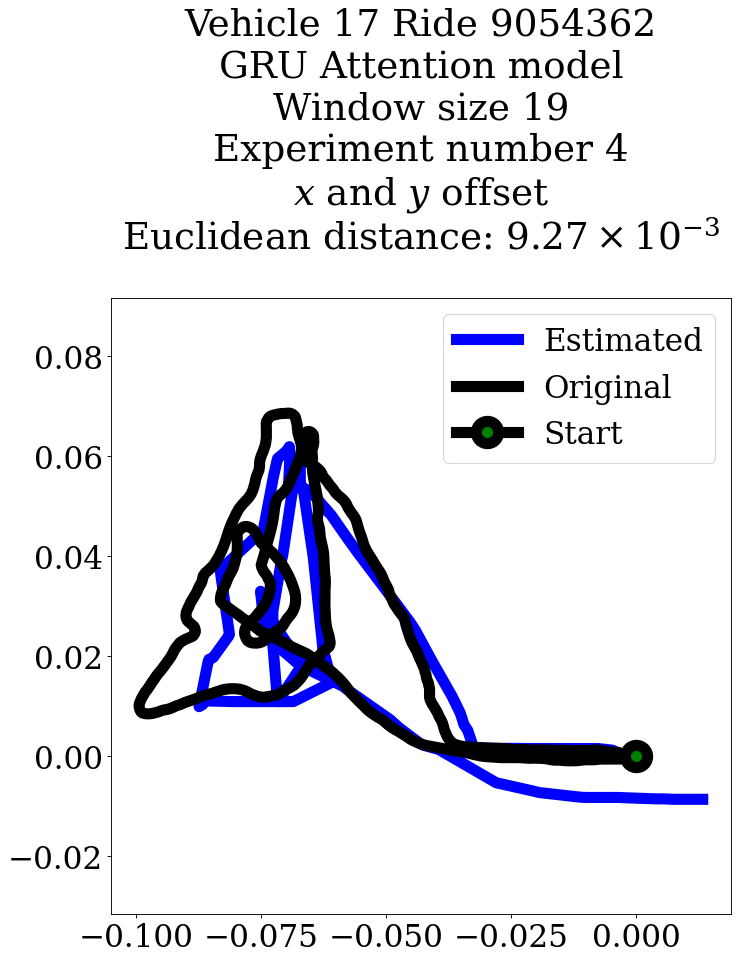 Vehicle 17 Ride 9054362
GRU Attention model
Window size 19
Experiment number 4
x and y offset
Euclidean distance: 9.27 × 10⁻³
Estimated
Original
Start
0.08
0.06
0.04
0.02
0.00
−0.02
−0.100 −0.075 −0.050 −0.025 0.000